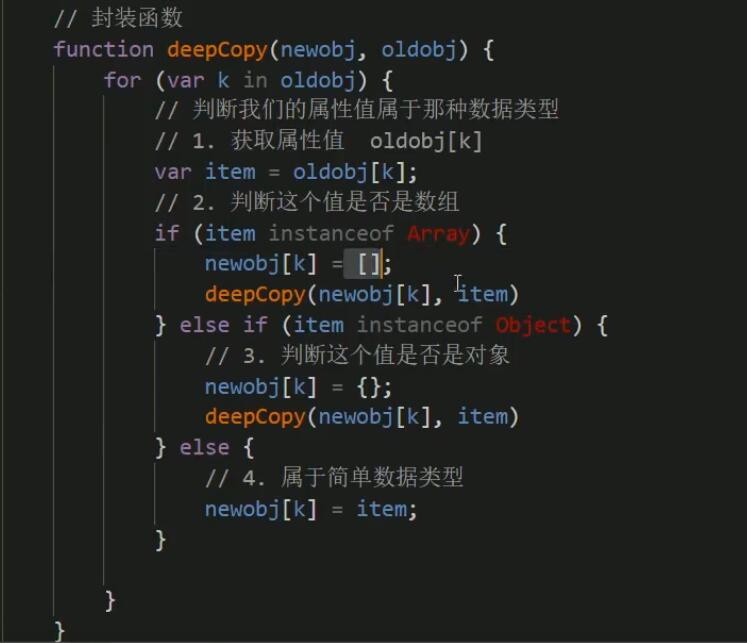 // 封装函数
function deepCopy(newobj, oldobj) {
for (var k in oldobj) {
// 判断我们的属性值属于那种数据类型
// 1. 获取属性值  oldobj[k]
var item = oldobj[k];
// 2. 判断这个值是否是数组
if (item instanceof Array) {
newobj[k] = [];
deepCopy(newobj[k], item)
} else if (item instanceof Object) {
// 3. 判断这个值是否是对象
newobj[k] = {};
deepCopy(newobj[k], item)
} else {
// 4. 属于简单数据类型
newobj[k] = item;
}
}
}